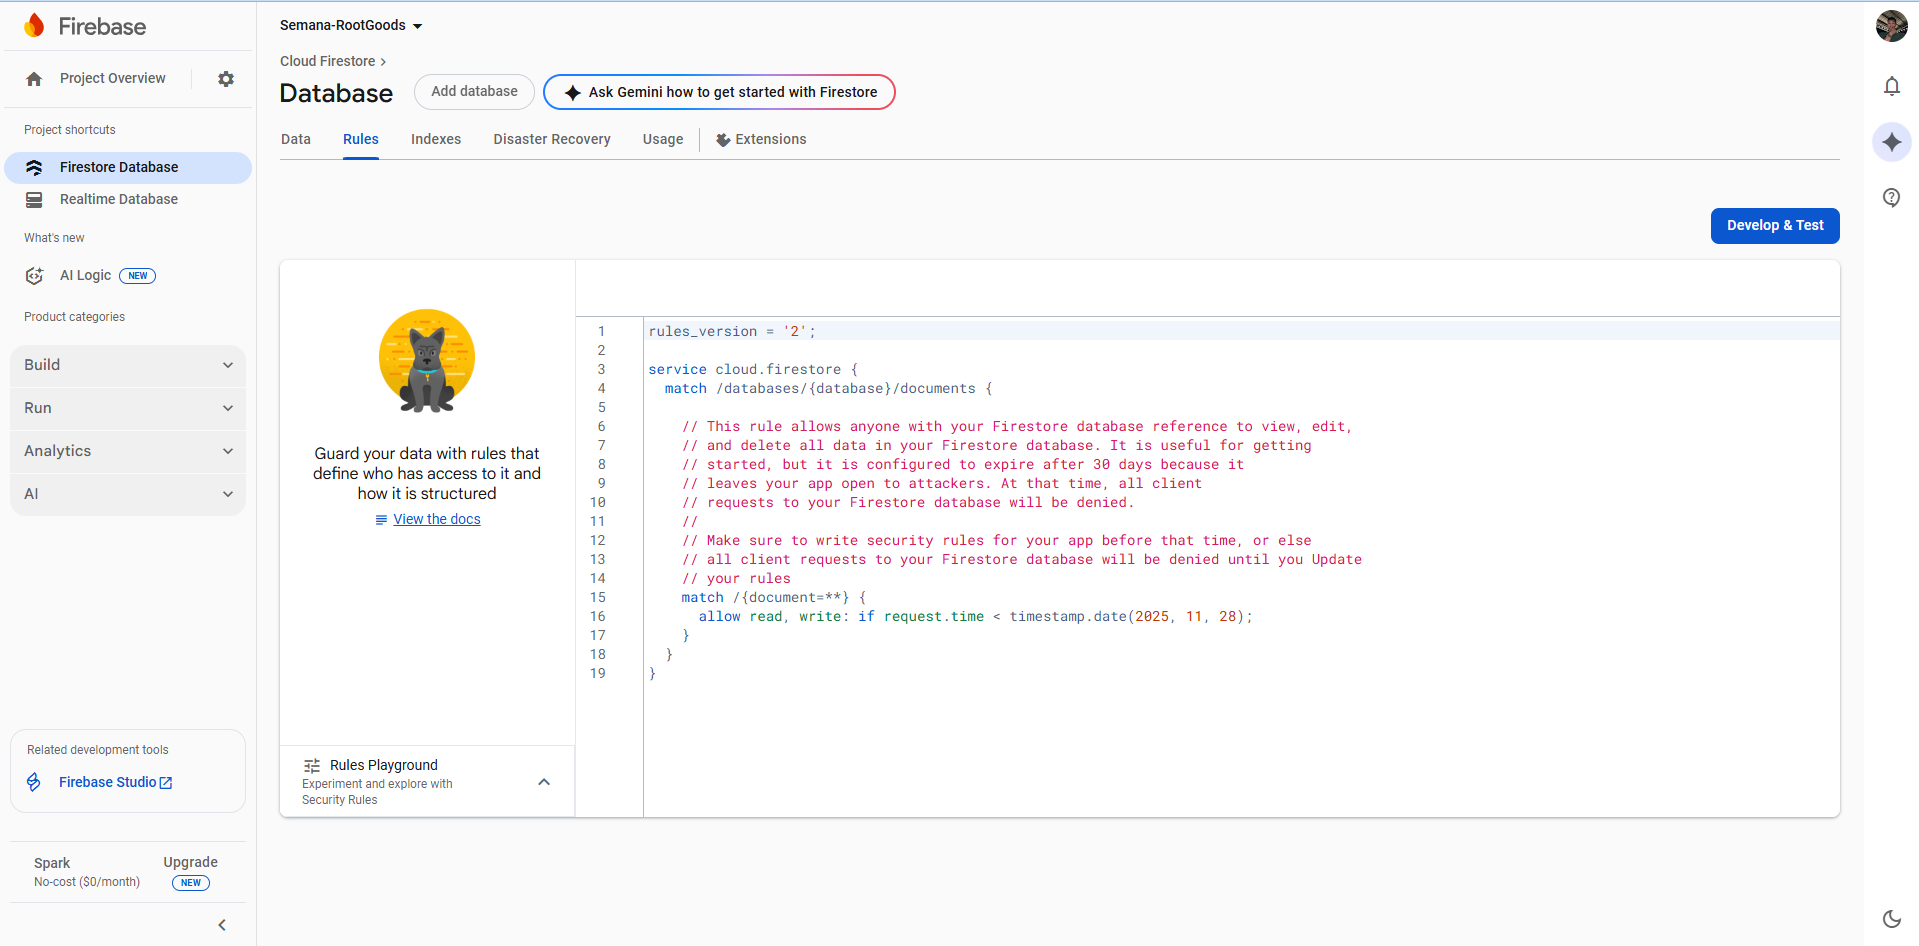 Firebase
Project Overview
Project shortcuts
Firestore Database
Realtime Database
What's new
AI Logic NEW
Product categories
Build
Run
Analytics
AI
Related development tools
Firebase Studio
Spark
No-cost ($0/month)
Upgrade
NEW
Semana-RootGoods
Cloud Firestore
Database
Add database
Ask Gemini how to get started with Firestore
Data Rules Indexes Disaster Recovery Usage Extensions
Develop & Test
Guard your data with rules that
define who has access to it and
how it is structured
View the docs
Rules Playground
Experiment and explore with
Security Rules
1 rules_version = '2';
2
3 service cloud.firestore {
4 match /databases/{database}/documents {
5
6 // This rule allows anyone with your Firestore database reference to view, edit,
7 // and delete all data in your Firestore database. It is useful for getting
8 // started, but it is configured to expire after 30 days because it
9 // leaves your app open to attackers. At that time, all client
10 // requests to your Firestore database will be denied.
11 //
12 // Make sure to write security rules for your app before that time, or else
13 // all client requests to your Firestore database will be denied until you Update
14 // your rules
15 match /{document=**} {
16 allow read, write: if request.time < timestamp.date(2025, 11, 28);
17 }
18 }
19 }